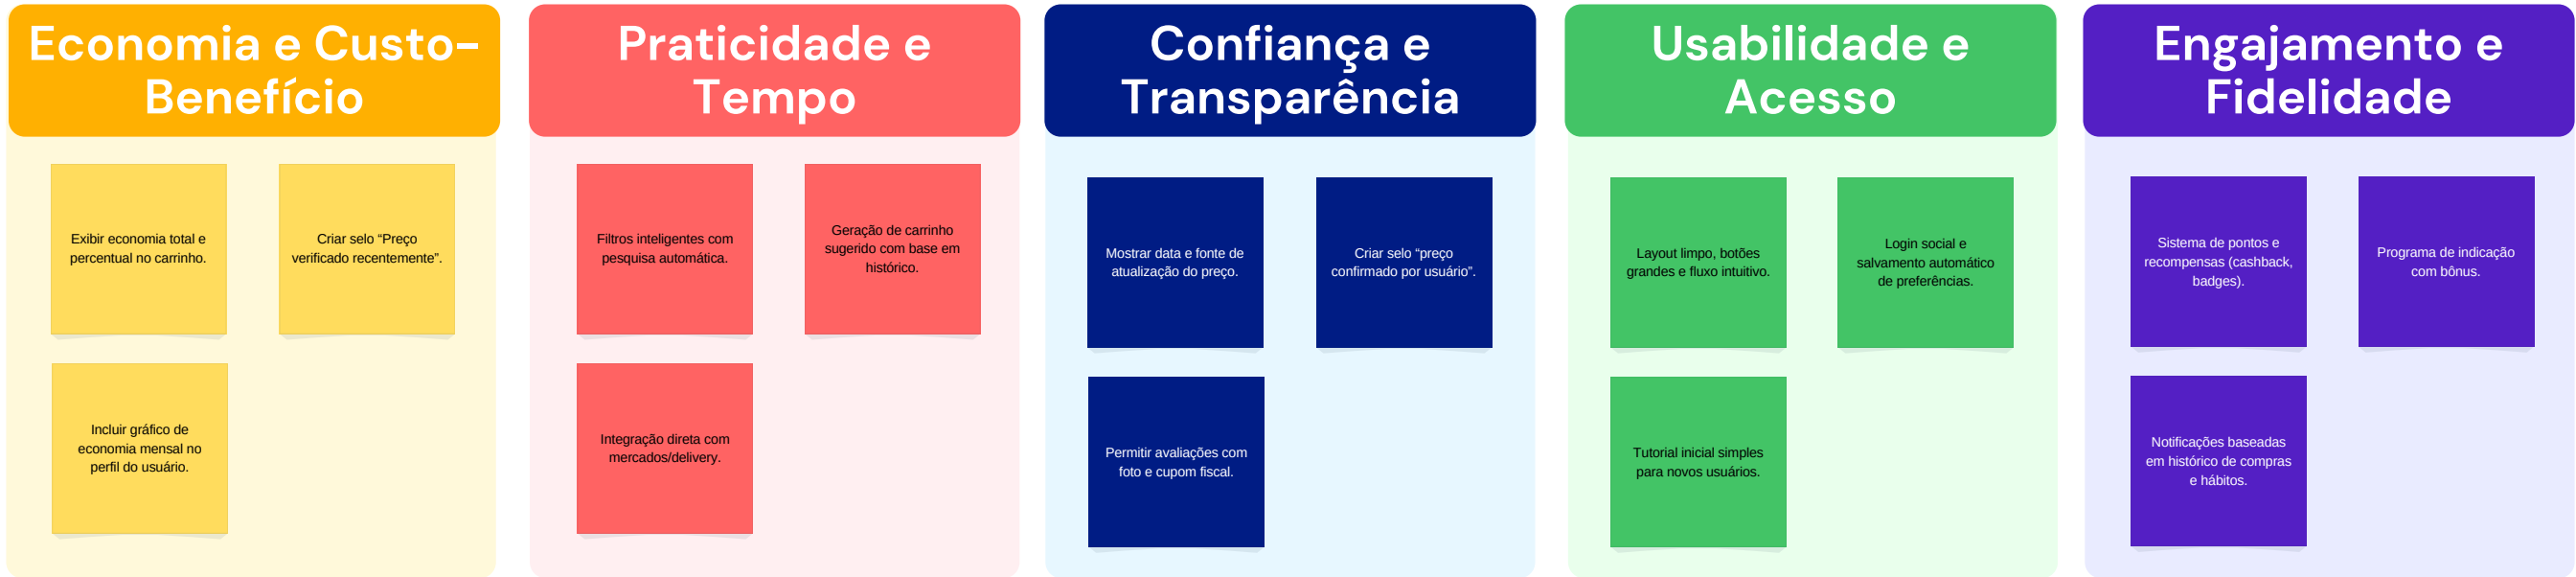 Economia e Custo-
Benefício
Exibir economia total e
percentual no carrinho.
Criar selo “Preço
verificado recentemente”.
Incluir gráfico de
economia mensal no
perfil do usuário.
Praticidade e
Tempo
Filtros inteligentes com
pesquisa automática.
Geração de carrinho
sugerido com base em
histórico.
Integração direta com
mercados/delivery.
Confiança e
Transparência
Mostrar data e fonte de
atualização do preço.
Criar selo “preço
confirmado por usuário”.
Permitir avaliações com
foto e cupom fiscal.
Usabilidade e
Acesso
Layout limpo, botões
grandes e fluxo intuitivo.
Login social e
salvamento automático
de preferências.
Tutorial inicial simples
para novos usuários.
Engajamento e
Fidelidade
Sistema de pontos e
recompensas (cashback,
badges).
Programa de indicação
com bônus.
Notificações baseadas
em histórico de compras
e hábitos.